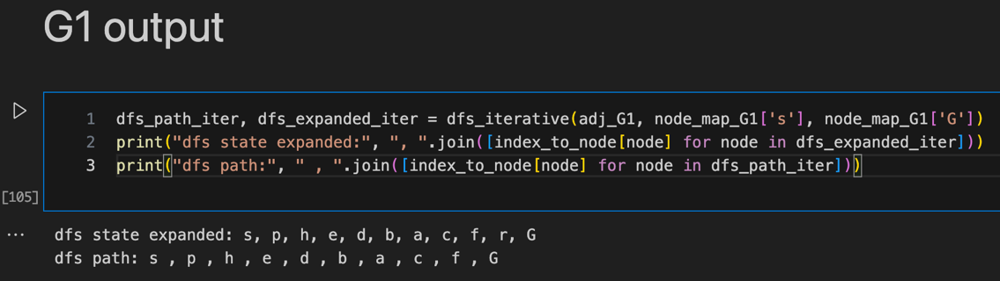 G1 output
1 dfs_path_iter, dfs_expanded_iter = dfs_iterative(adj_G1, node_map_G1['s'], node_map_G1['G'])
2 print("dfs state expanded:", ", ".join([index_to_node[node] for node in dfs_expanded_iter]))
3 print("dfs path:", " , ".join([index_to_node[node] for node in dfs_path_iter]))
[105]
... dfs state expanded: s, p, h, e, d, b, a, c, f, r, G
dfs path: s , p , h , e , d , b , a , c , f , G